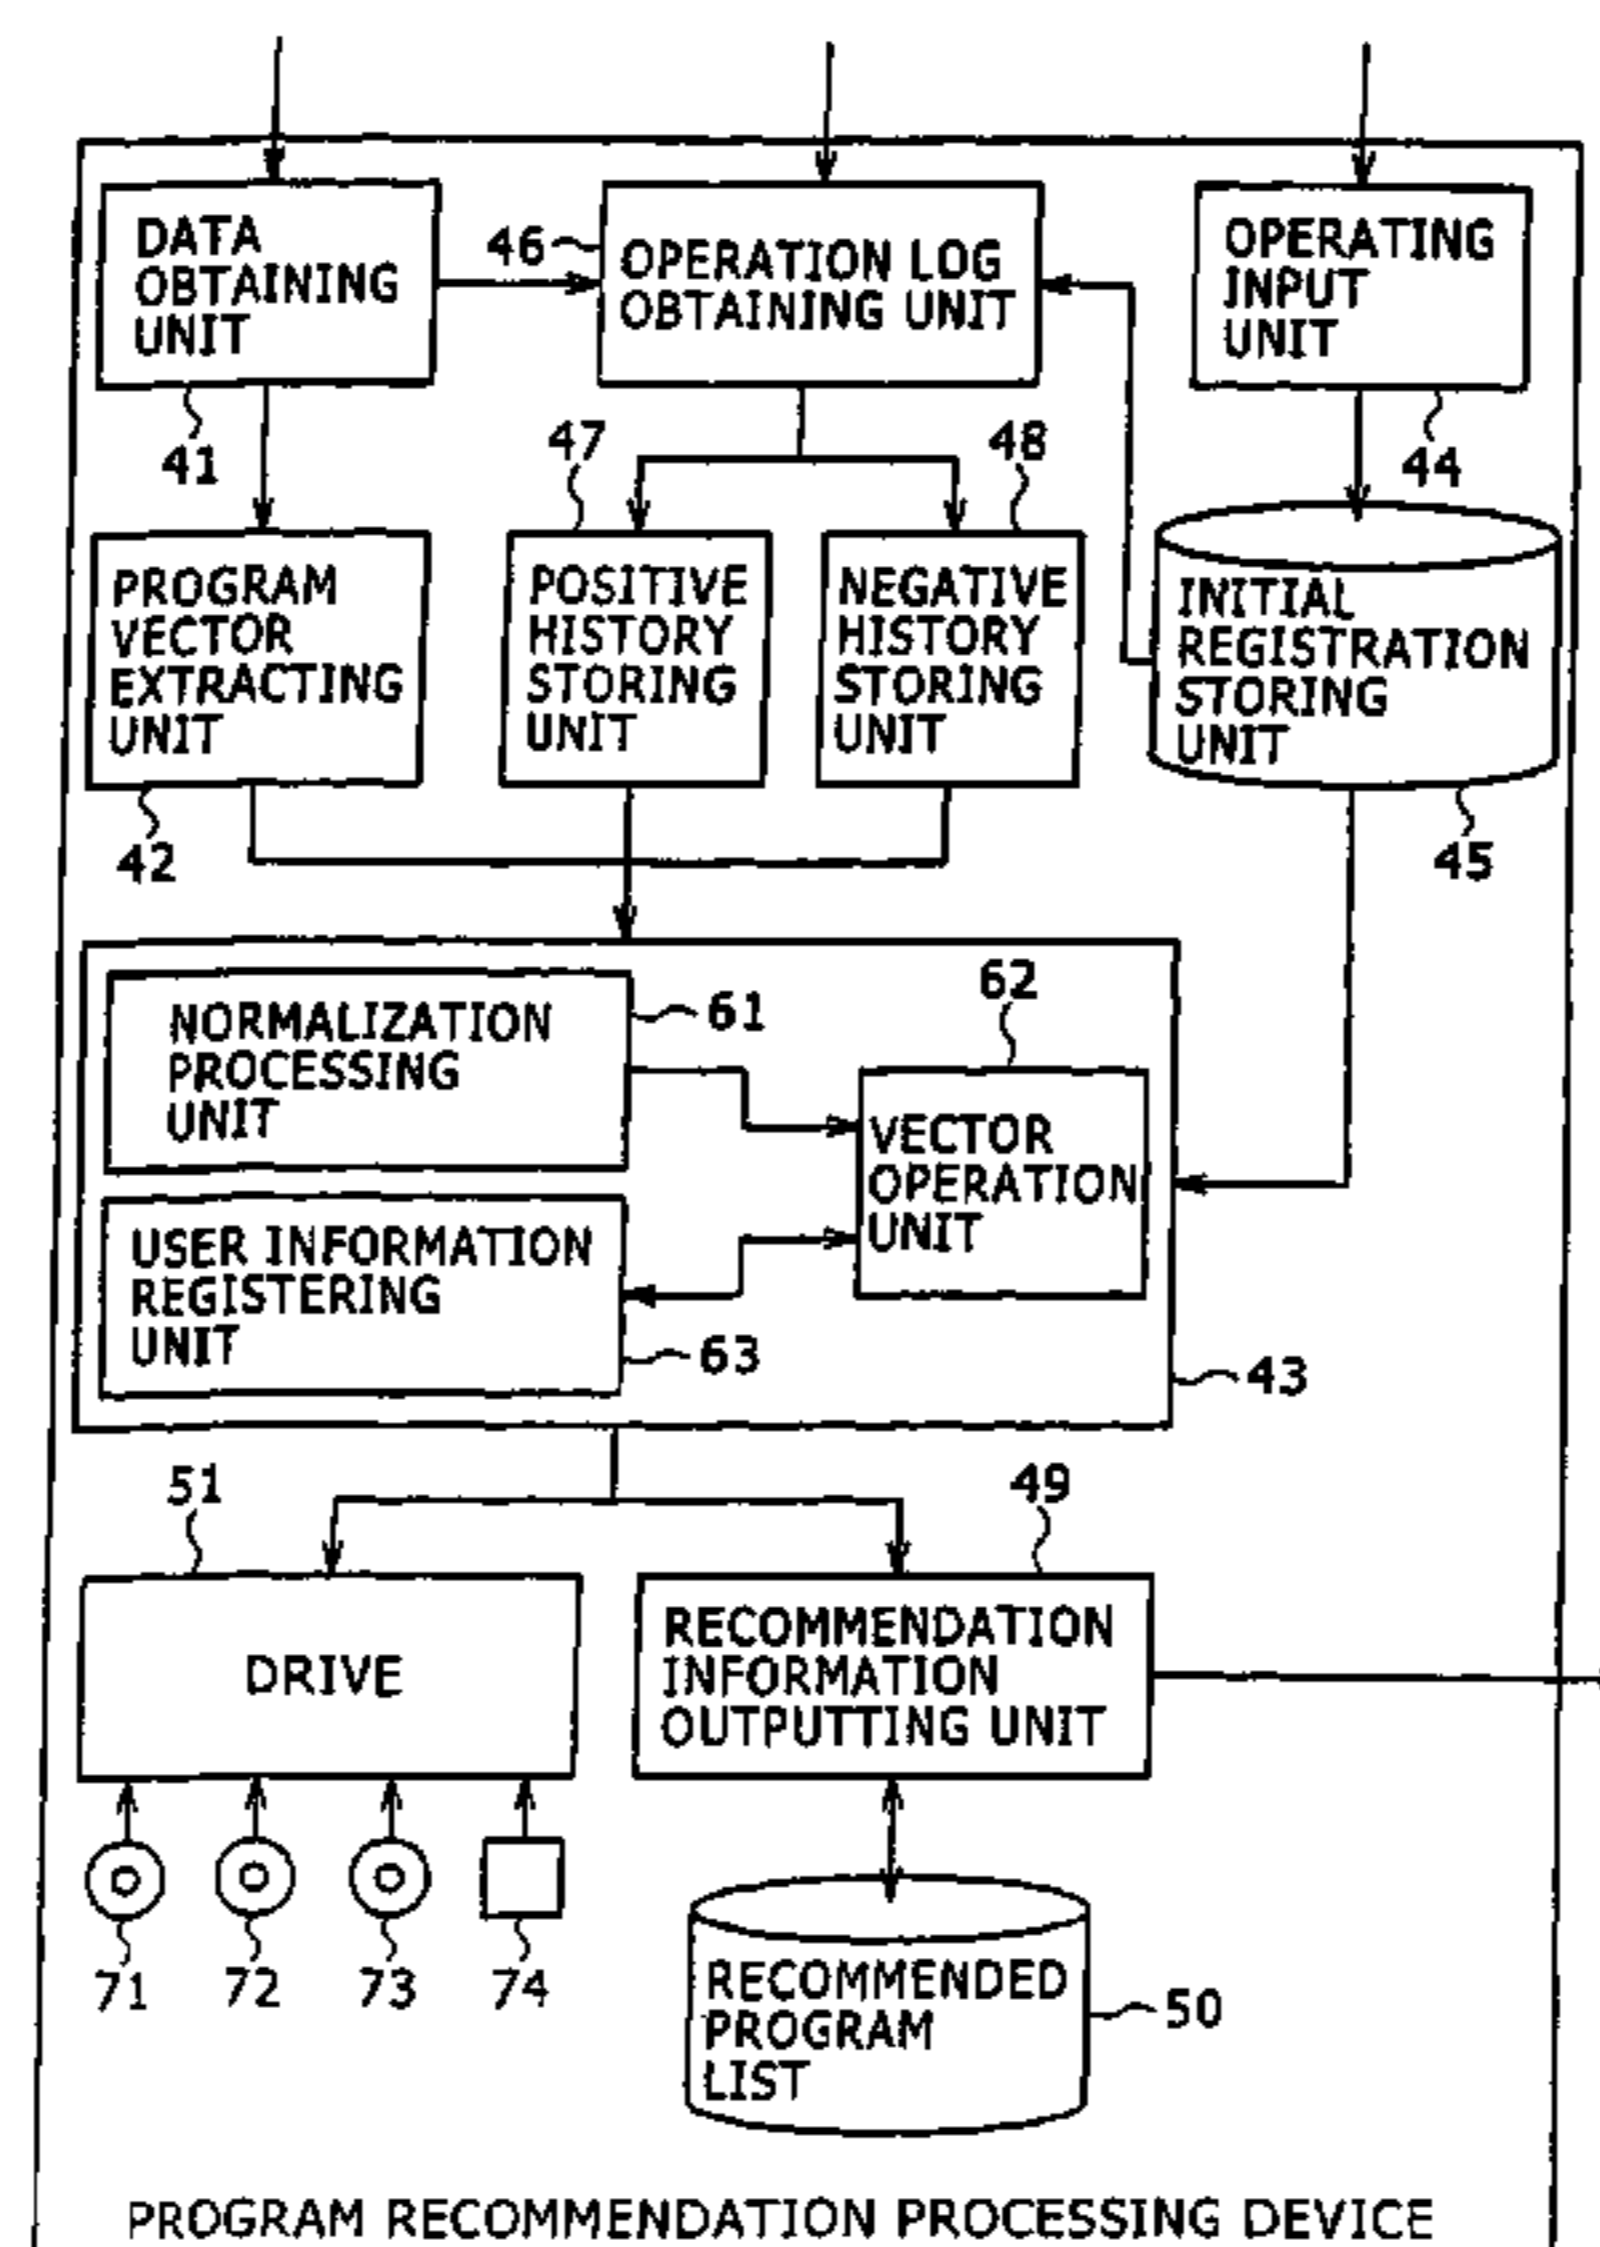 DATA
OBTAINING
UNIT
41
46
OPERATION LOG
OBTAINING UNIT
OPERATING
INPUT
UNIT
44
47
48
PROGRAM
VECTOR
EXTRACTING
UNIT
42
POSITIVE
HISTORY
STORING
UNIT
NEGATIVE
HISTORY
STORING
UNIT
INITIAL
REGISTRATION
STORING
UNIT
45
NORMALIZATION
PROCESSING
UNIT
61
62
VECTOR
OPERATION
UNIT
USER INFORMATION
REGISTERING
UNIT
63
43
51
49
DRIVE
RECOMMENDATION
INFORMATION
OUTPUTTING UNIT
71
72
73
74
RECOMMENDED
PROGRAM
LIST
50
PROGRAM RECOMMENDATION PROCESSING DEVICE